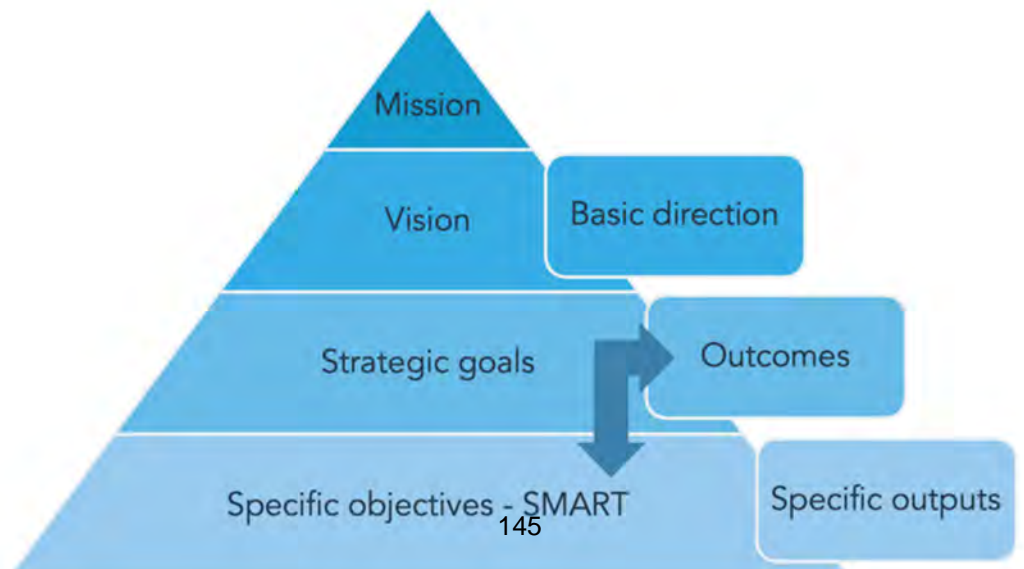 Mission
Vision
Basic direction
Strategic goals
Outcomes
Specific objectives - SMART
Specific outputs
145